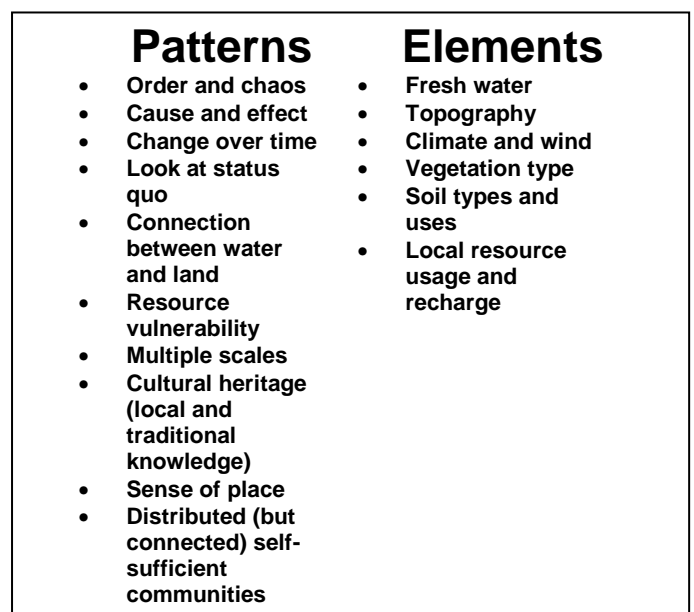 Patterns
• Order and chaos
• Cause and effect
• Change over time
• Look at status
quo
• Connection
between water
and land
• Resource
vulnerability
• Multiple scales
• Cultural heritage
(local and
traditional
knowledge)
• Sense of place
• Distributed (but
connected) self-
sufficient
communities
Elements
• Fresh water
• Topography
• Climate and wind
• Vegetation type
• Soil types and
uses
• Local resource
usage and
recharge